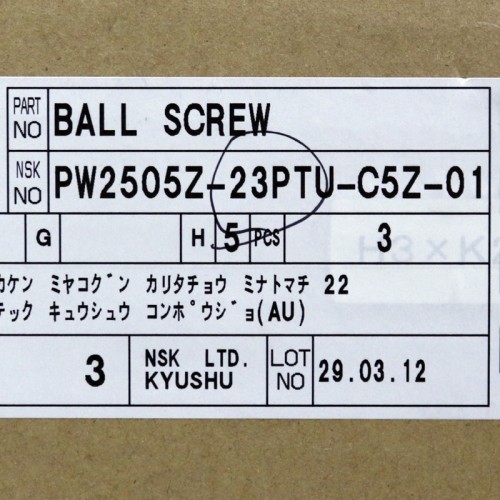 PART NO BALL SCREW
NSK NO PW2505Z-23PTU-C5Z-01
G H 5 PCS 3
カケン ミヤコグン カリタチョウ ミナトマチ 22
テック キュウシュウ コンポウジョ(AU)
3 NSK LTD. KYUSHU LOT NO 29.03.12